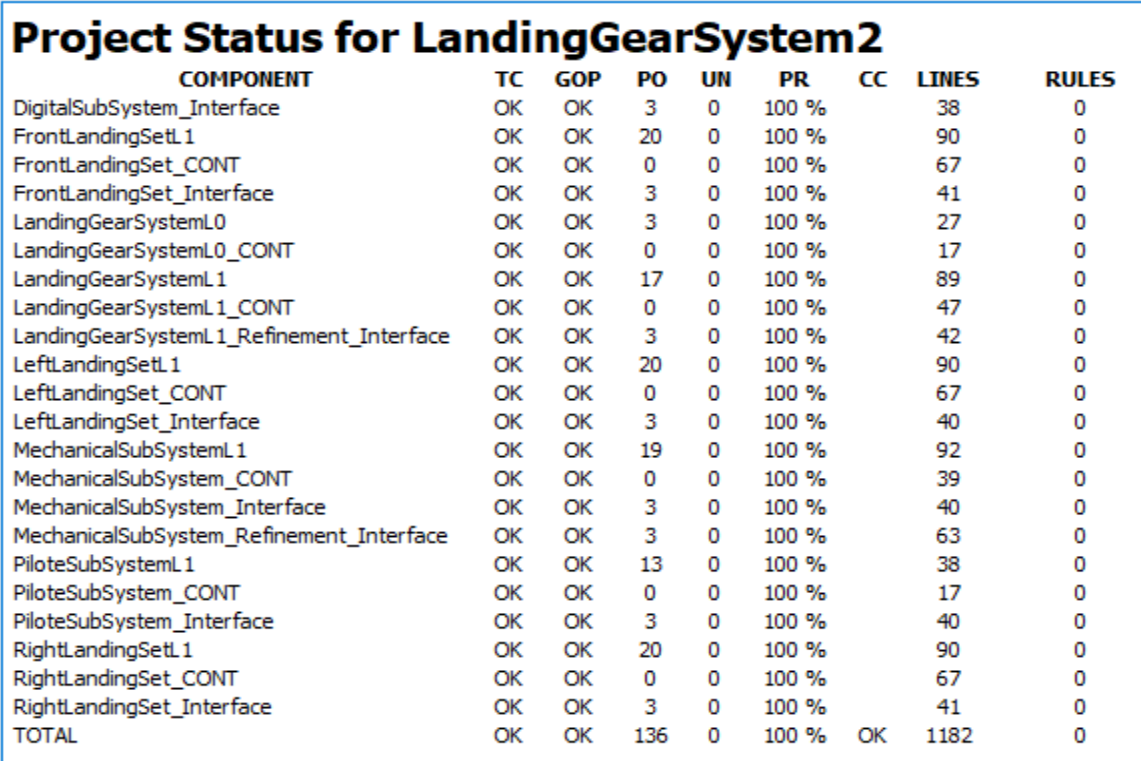 Project Status for LandingGearSystem2
COMPONENT TC GOP PO UN PR CC LINES RULES
DigitalSubSystem_Interface OK OK 3 0 100 % 38 0
FrontLandingSetL1 OK OK 20 0 100 % 90 0
FrontLandingSet_CONT OK OK 0 0 100 % 67 0
FrontLandingSet_Interface OK OK 3 0 100 % 41 0
LandingGearSystemL0 OK OK 3 0 100 % 27 0
LandingGearSystemL0_CONT OK OK 0 0 100 % 17 0
LandingGearSystemL1 OK OK 17 0 100 % 89 0
LandingGearSystemL1_CONT OK OK 0 0 100 % 47 0
LandingGearSystemL1_Refinement_Interface OK OK 3 0 100 % 42 0
LeftLandingSetL1 OK OK 20 0 100 % 90 0
LeftLandingSet_CONT OK OK 0 0 100 % 67 0
LeftLandingSet_Interface OK OK 3 0 100 % 40 0
MechanicalSubSystemL1 OK OK 19 0 100 % 92 0
MechanicalSubSystem_CONT OK OK 0 0 100 % 39 0
MechanicalSubSystem_Interface OK OK 3 0 100 % 40 0
MechanicalSubSystem_Refinement_Interface OK OK 3 0 100 % 63 0
PiloteSubSystemL1 OK OK 13 0 100 % 38 0
PiloteSubSystem_CONT OK OK 0 0 100 % 17 0
PiloteSubSystem_Interface OK OK 3 0 100 % 40 0
RightLandingSetL1 OK OK 20 0 100 % 90 0
RightLandingSet_CONT OK OK 0 0 100 % 67 0
RightLandingSet_Interface OK OK 3 0 100 % 41 0
TOTAL OK OK 136 0 100 % OK 1182 0